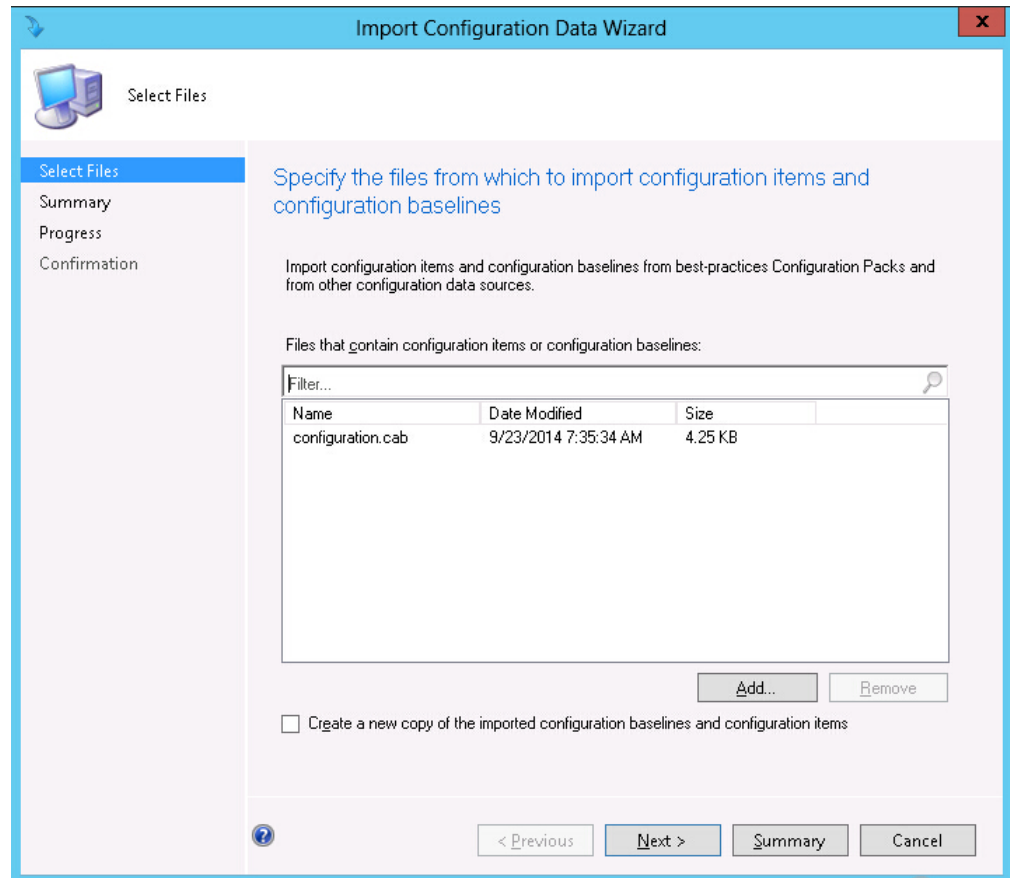 Import Configuration Data Wizard
x
Select Files
Select Files
Summary
Progress
Confirmation
Specify the files from which to import configuration items and
configuration baselines
Import configuration items and configuration baselines from best-practices Configuration Packs and
from other configuration data sources.
Files that contain configuration items or configuration baselines:
Filter...
Name Date Modified Size
configuration.cab 9/23/2014 7:35:34 AM 4.25 KB
Add... Remove
Create a new copy of the imported configuration baselines and configuration items
? < Previous Next > Summary Cancel